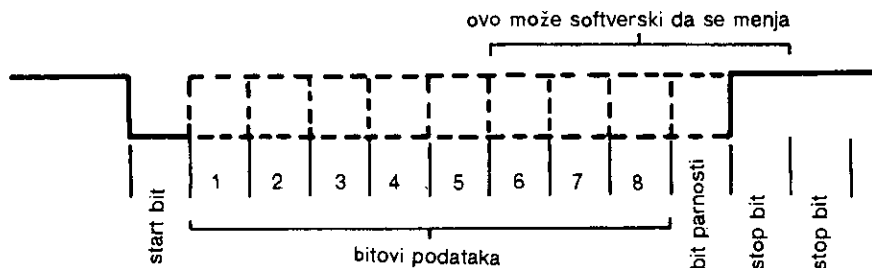 ovo može softverski da se menja
1 2 3 4 5 6 7 8
start bit
bit parnosti
stop bit
stop bit
bitovi podataka